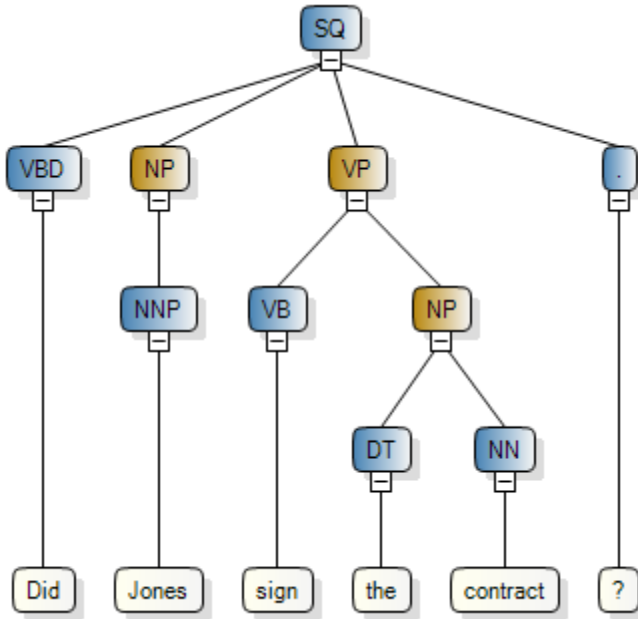 SQ
VBD NP VP .
NNP VB NP
DT NN
Did Jones sign the contract ?